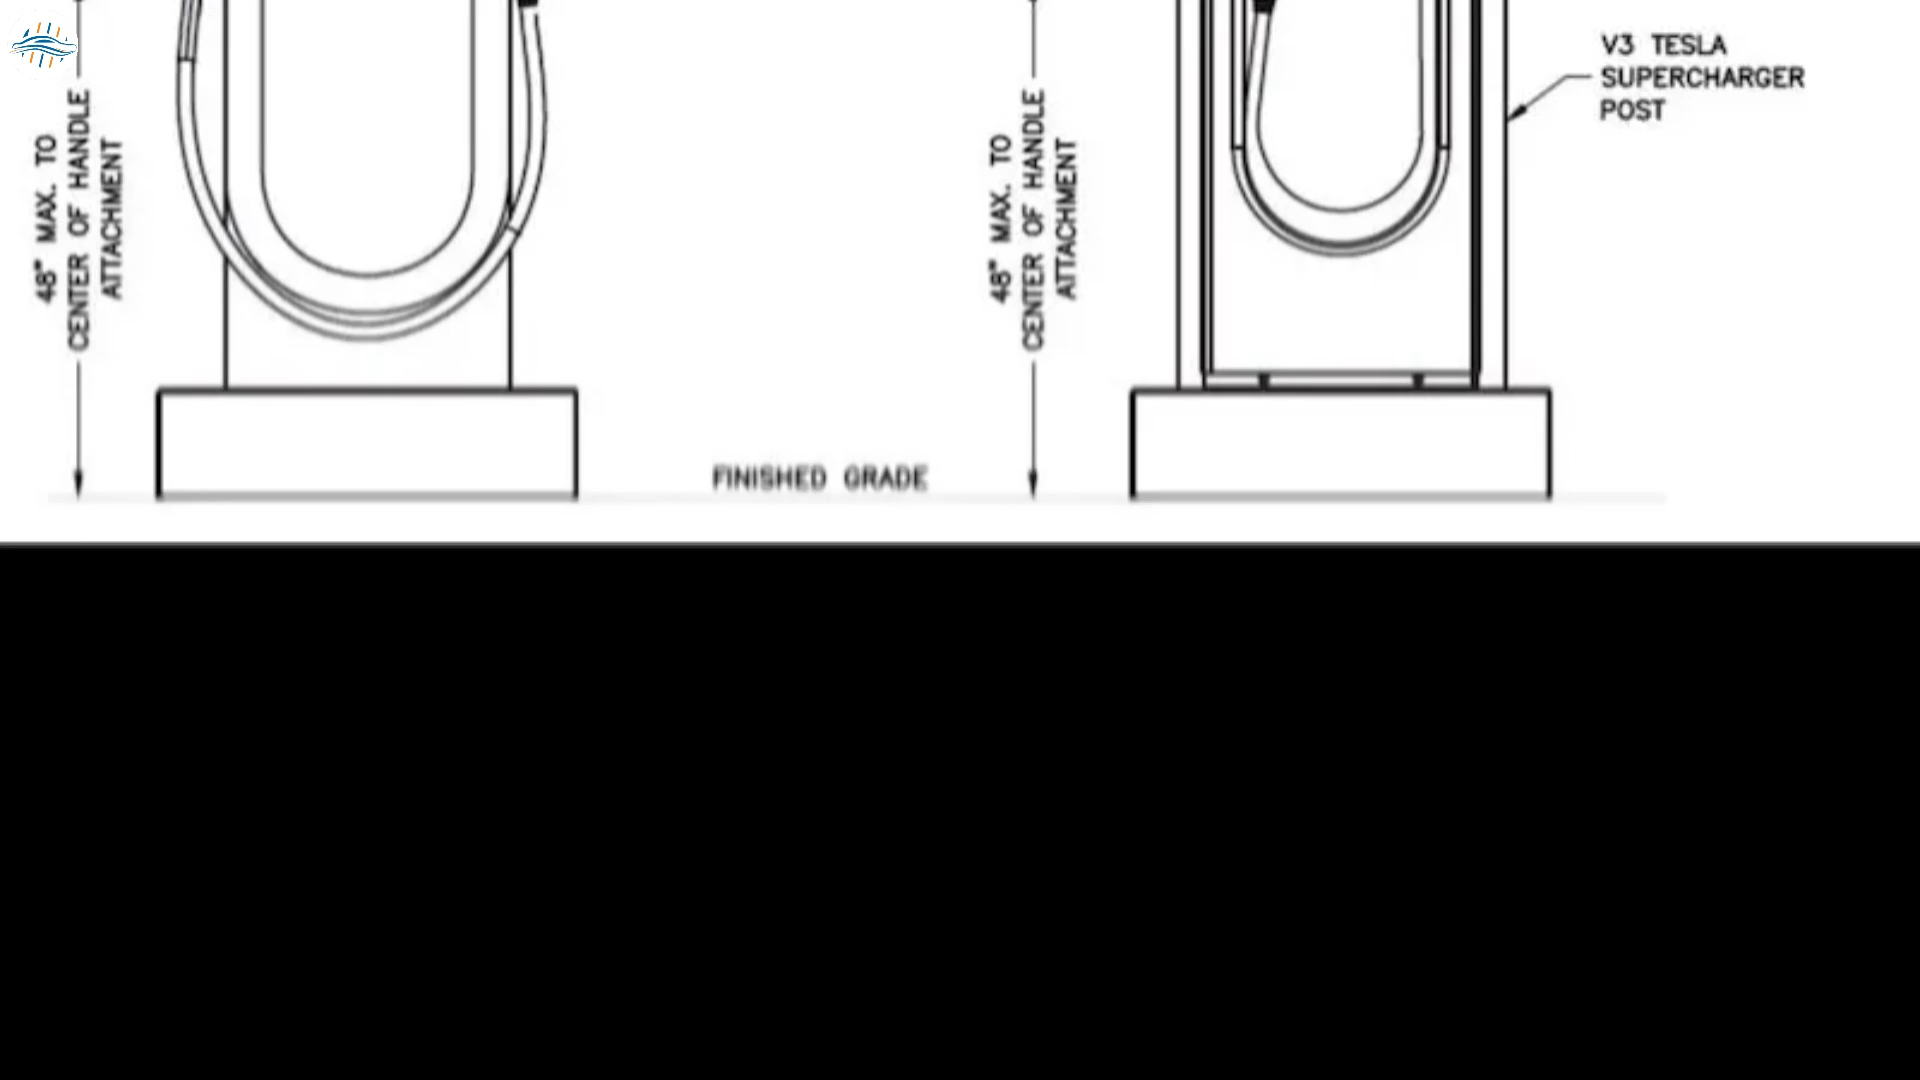 48" MAX. TO
CENTER OF HANDLE
ATTACHMENT
48" MAX. TO
CENTER OF HANDLE
ATTACHMENT
V3 TESLA
SUPERCHARGER
POST
FINISHED GRADE